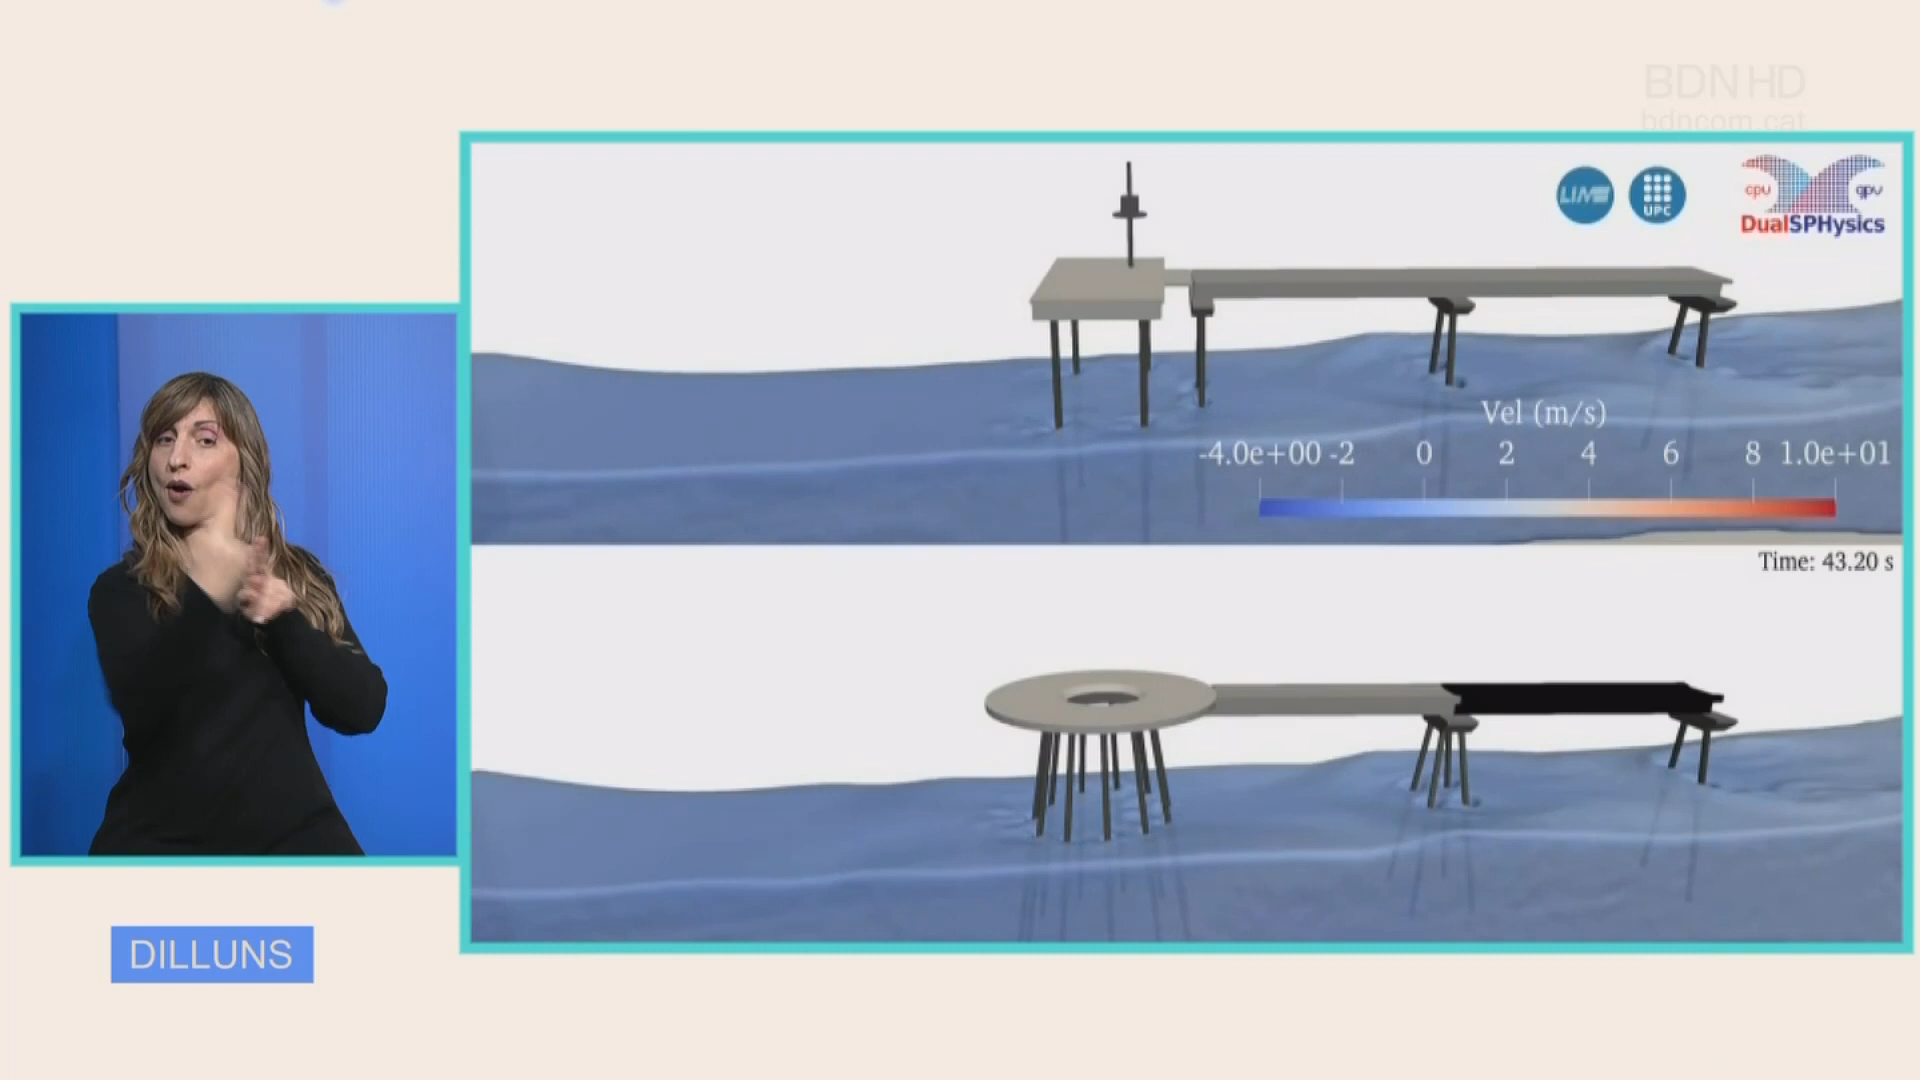 BDN HD
bdncom.cat
LIM
UPC
cpu
gpu
DualSPHysics
Vel (m/s)
-4.0e+00 -2 0 2 4 6 8 1.0e+01
Time: 43.20 s
DILLUNS